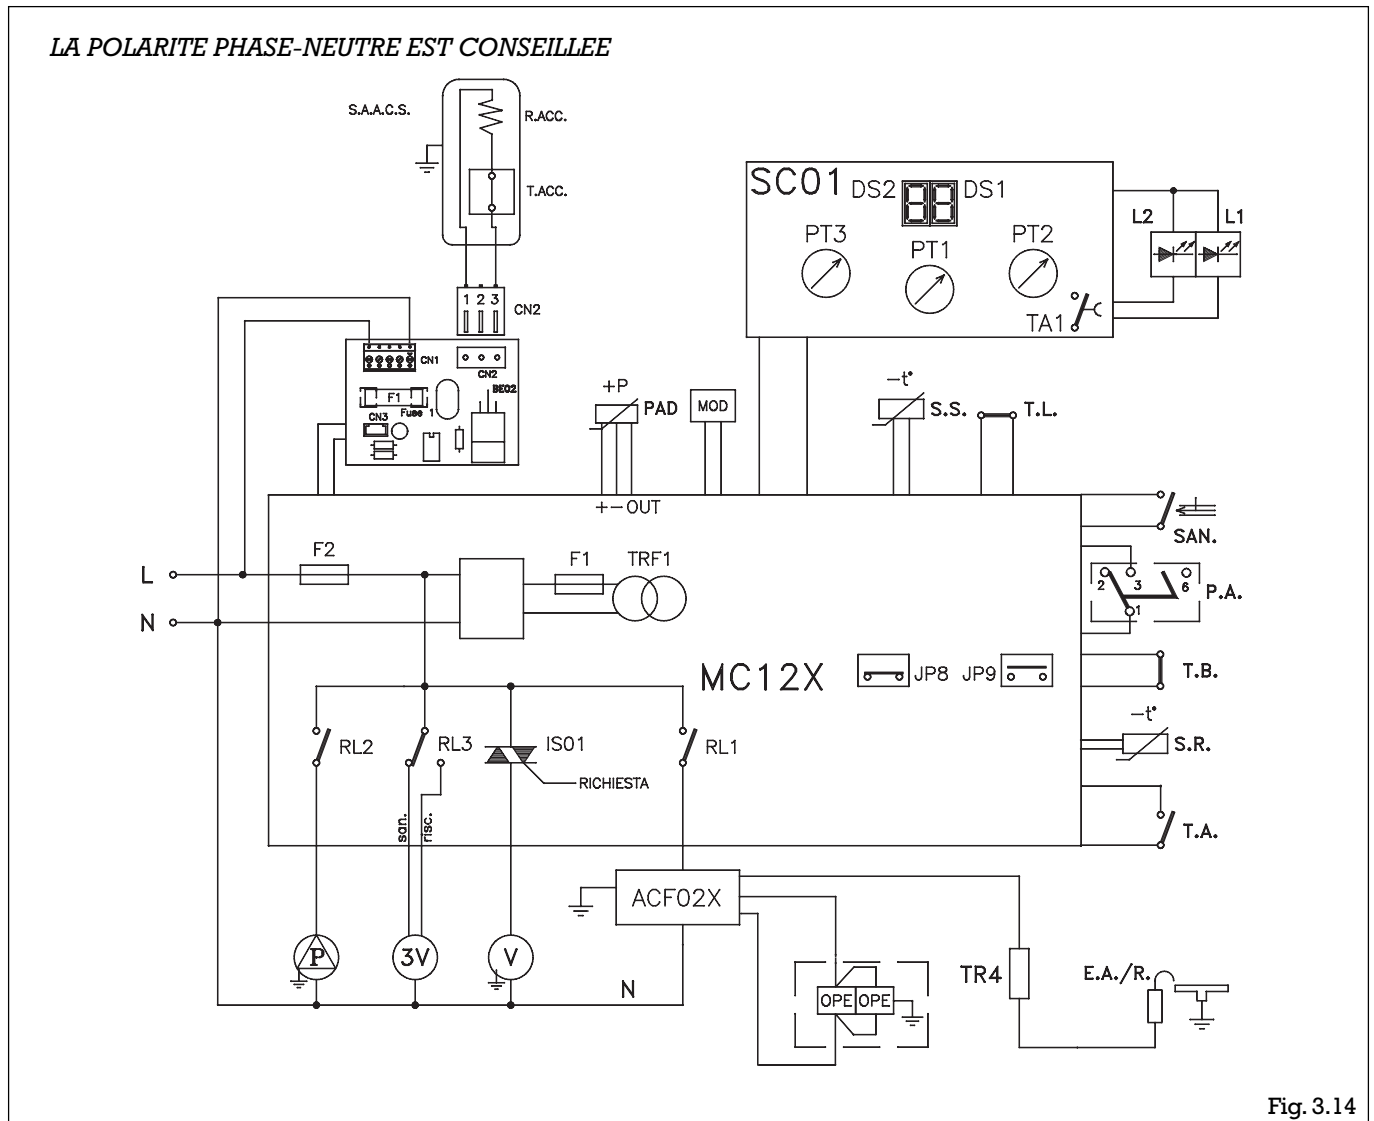 LA POLARITE PHASE-NEUTRE EST CONSEILLEE
S.A.A.C.S.
R.ACC.
T.ACC.
1 2 3
CN2
CN1
CN2
F1
BE02
Fuse 1
CN3
SC01
DS2
DS1
PT3
PT1
PT2
TA1
L2
L1
+P
PAD
MOD
-t°
S.S.
T.L.
+-OUT
SAN.
2
3
6
1
P.A.
L
F2
F1
TRF1
N
MC12X
JP8
JP9
T.B.
-t°
S.R.
T.A.
RL2
RL3
IS01
RICHIESTA
RL1
san.
risc.
ACF02X
P
3V
V
N
OPE
OPE
TR4
E.A./R.
Fig. 3.14